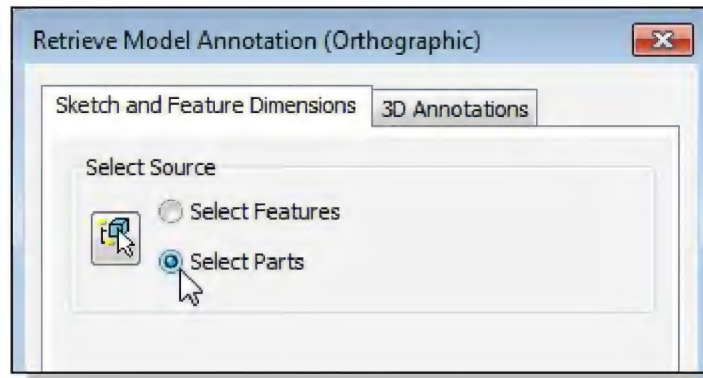 Retrieve Model Annotation (Orthographic)
Sketch and Feature Dimensions 3D Annotations
Select Source
Select Features
Select Parts